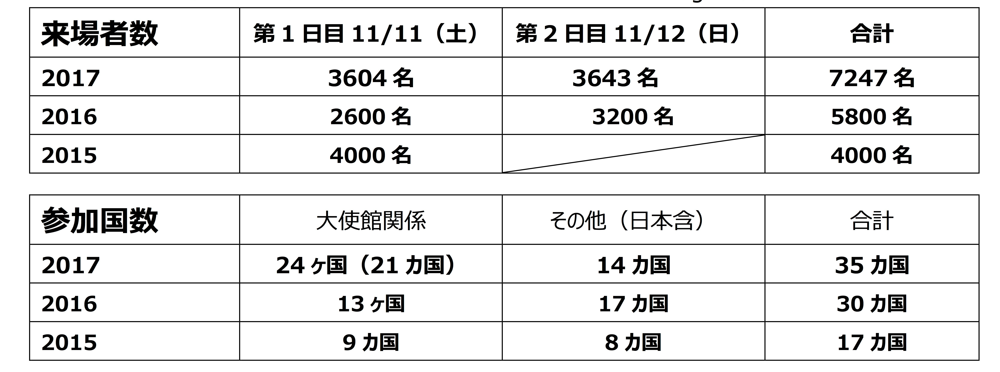 来場者数 第1日目 11/11（土） 第2日目 11/12（日） 合計
2017 3604名 3643名 7247名
2016 2600名 3200名 5800名
2015 4000名 4000名
参加国数 大使館関係 その他（日本含） 合計
2017 24ヶ国（21カ国） 14カ国 35カ国
2016 13ヶ国 17カ国 30カ国
2015 9カ国 8カ国 17カ国